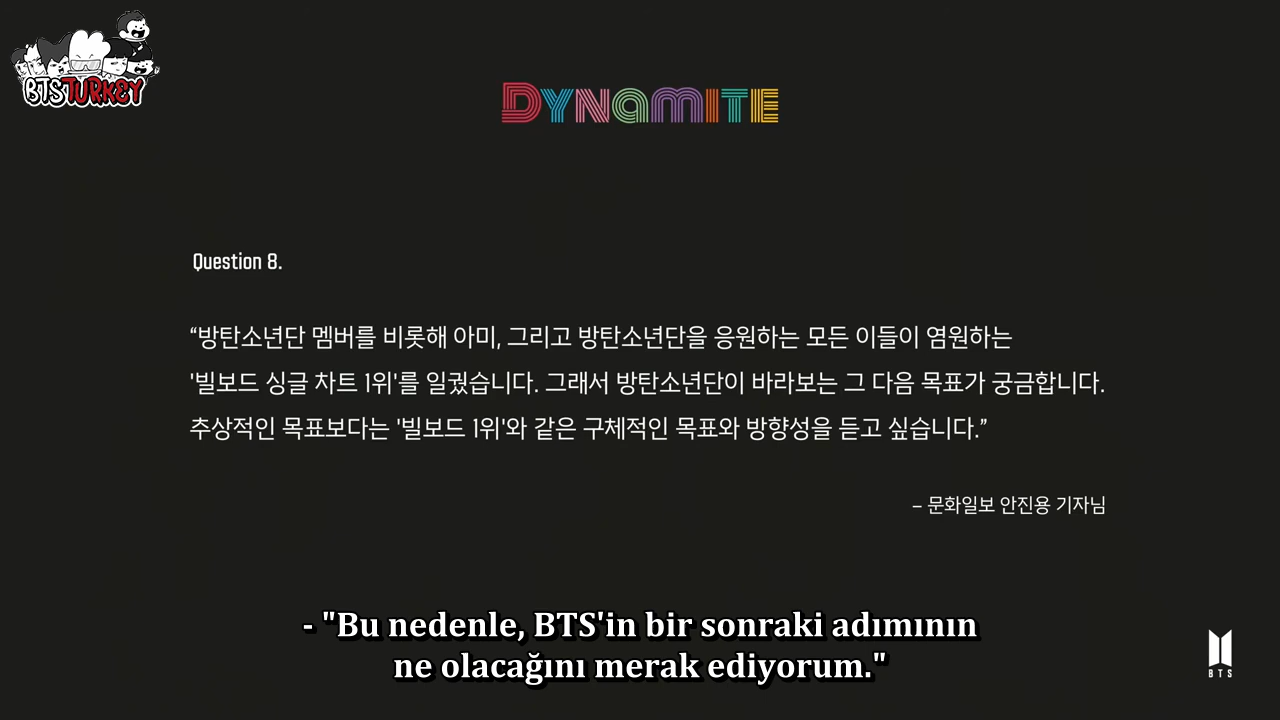 BTSTURKEY
DYNAMITE
Question 8.
“방탄소년단 멤버를 비롯해 아미, 그리고 방탄소년단을 응원하는 모든 이들이 염원하는
'빌보드 싱글 차트 1위'를 일궜습니다. 그래서 방탄소년단이 바라보는 그 다음 목표가 궁금합니다.
추상적인 목표보다는 '빌보드 1위'와 같은 구체적인 목표와 방향성을 듣고 싶습니다.”
– 문화일보 안진용 기자님
- "Bu nedenle, BTS'in bir sonraki adımının
ne olacağını merak ediyorum."
BTS